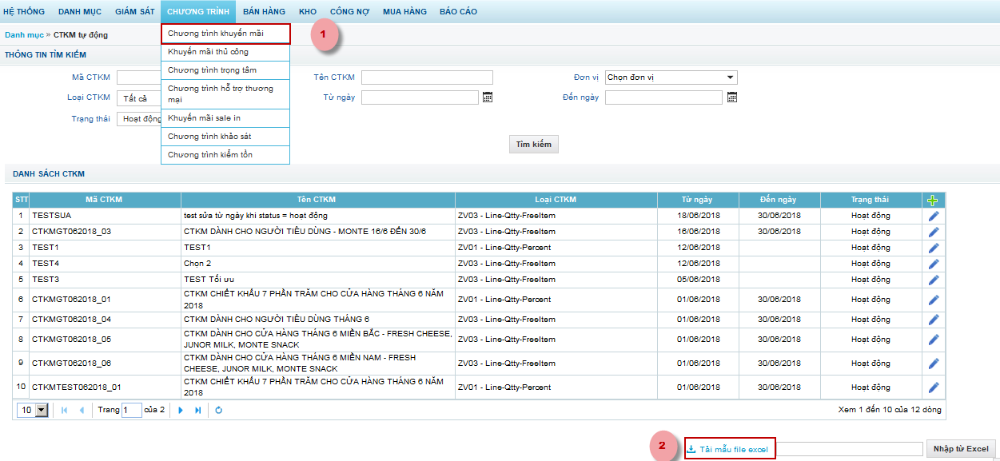 HỆ THỐNG DANH MỤC GIÁM SÁT CHƯƠNG TRÌNH BÁN HÀNG KHO CÔNG NỢ MUA HÀNG BÁO CÁO
Danh mục » CTKM tự động
Chương trình khuyến mãi
1
Khuyến mãi thủ công
THÔNG TIN TÌM KIẾM
Chương trình trọng tâm
Chương trình hỗ trợ thương
mại
Khuyến mãi sale in
Chương trình khảo sát
Chương trình kiểm tồn
Mã CTKM Tên CTKM Đơn vị Chọn đơn vị
Loại CTKM Tất cả Từ ngày Đến ngày
Trạng thái Hoạt động
Tìm kiếm
DANH SÁCH CTKM
STT Mã CTKM Tên CTKM Loại CTKM Từ ngày Đến ngày Trạng thái
1 TESTSUA test sửa từ ngày khi status = hoạt động ZV03 - Line-Qtty-FreeItem 18/06/2018 30/06/2018 Hoạt động
2 CTKMGT062018_03 CTKM DÀNH CHO NGƯỜI TIÊU DÙNG - MONTE 16/6 ĐẾN 30/6 ZV03 - Line-Qtty-FreeItem 16/06/2018 30/06/2018 Hoạt động
3 TEST1 TEST1 ZV01 - Line-Qtty-Percent 12/06/2018 Hoạt động
4 TEST4 Chọn 2 ZV03 - Line-Qtty-FreeItem 12/06/2018 Hoạt động
5 TEST3 TEST Tối ưu ZV03 - Line-Qtty-FreeItem 05/06/2018 Hoạt động
6 CTKMGT062018_01 CTKM CHIẾT KHẤU 7 PHẦN TRĂM CHO CỬA HÀNG THÁNG 6 NĂM
2018 ZV01 - Line-Qtty-Percent 01/06/2018 30/06/2018 Hoạt động
7 CTKMGT062018_04 CTKM DÀNH CHO NGƯỜI TIÊU DÙNG THÁNG 6 ZV03 - Line-Qtty-FreeItem 01/06/2018 30/06/2018 Hoạt động
8 CTKMGT062018_05 CTKM DÀNH CHO CỬA HÀNG THÁNG 6 MIỀN BẮC - FRESH CHEESE,
JUNOR MILK, MONTE SNACK ZV03 - Line-Qtty-FreeItem 01/06/2018 30/06/2018 Hoạt động
9 CTKMGT062018_06 CTKM DÀNH CHO CỬA HÀNG THÁNG 6 MIỀN NAM - FRESH
CHEESE, JUNOR MILK, MONTE SNACK ZV03 - Line-Qtty-FreeItem 01/06/2018 30/06/2018 Hoạt động
10 CTKMTEST062018_01 CTKM CHIẾT KHẤU 7 PHẦN TRĂM CHO CỬA HÀNG THÁNG 6 NĂM
2018 ZV01 - Line-Qtty-Percent 01/06/2018 30/06/2018 Hoạt động
10 Trang 1 của 2 Xem 1 đến 10 của 12 dòng
2 Tải mẫu file excel Nhập từ Excel